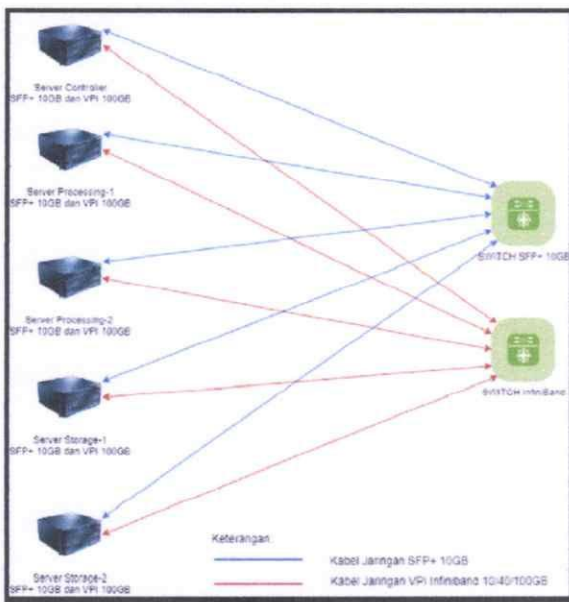 Server Controller
SFP+ 10GB dan VPI 100GB
Server Processing-1
SFP+ 10GB dan VPI 100GB
SWITCH SFP+ 10GB
Server Processing-2
SFP+ 10GB dan VPI 100GB
SWITCH InfiniBand
Server Storage-1
SFP+ 10GB dan VPI 100GB
Server Storage-2
SFP+ 10GB dan VPI 100GB
Keterangan
Kabel Jaringan SFP+ 10GB
Kabel Jaringan VPI Infiniband 10/40/100GB